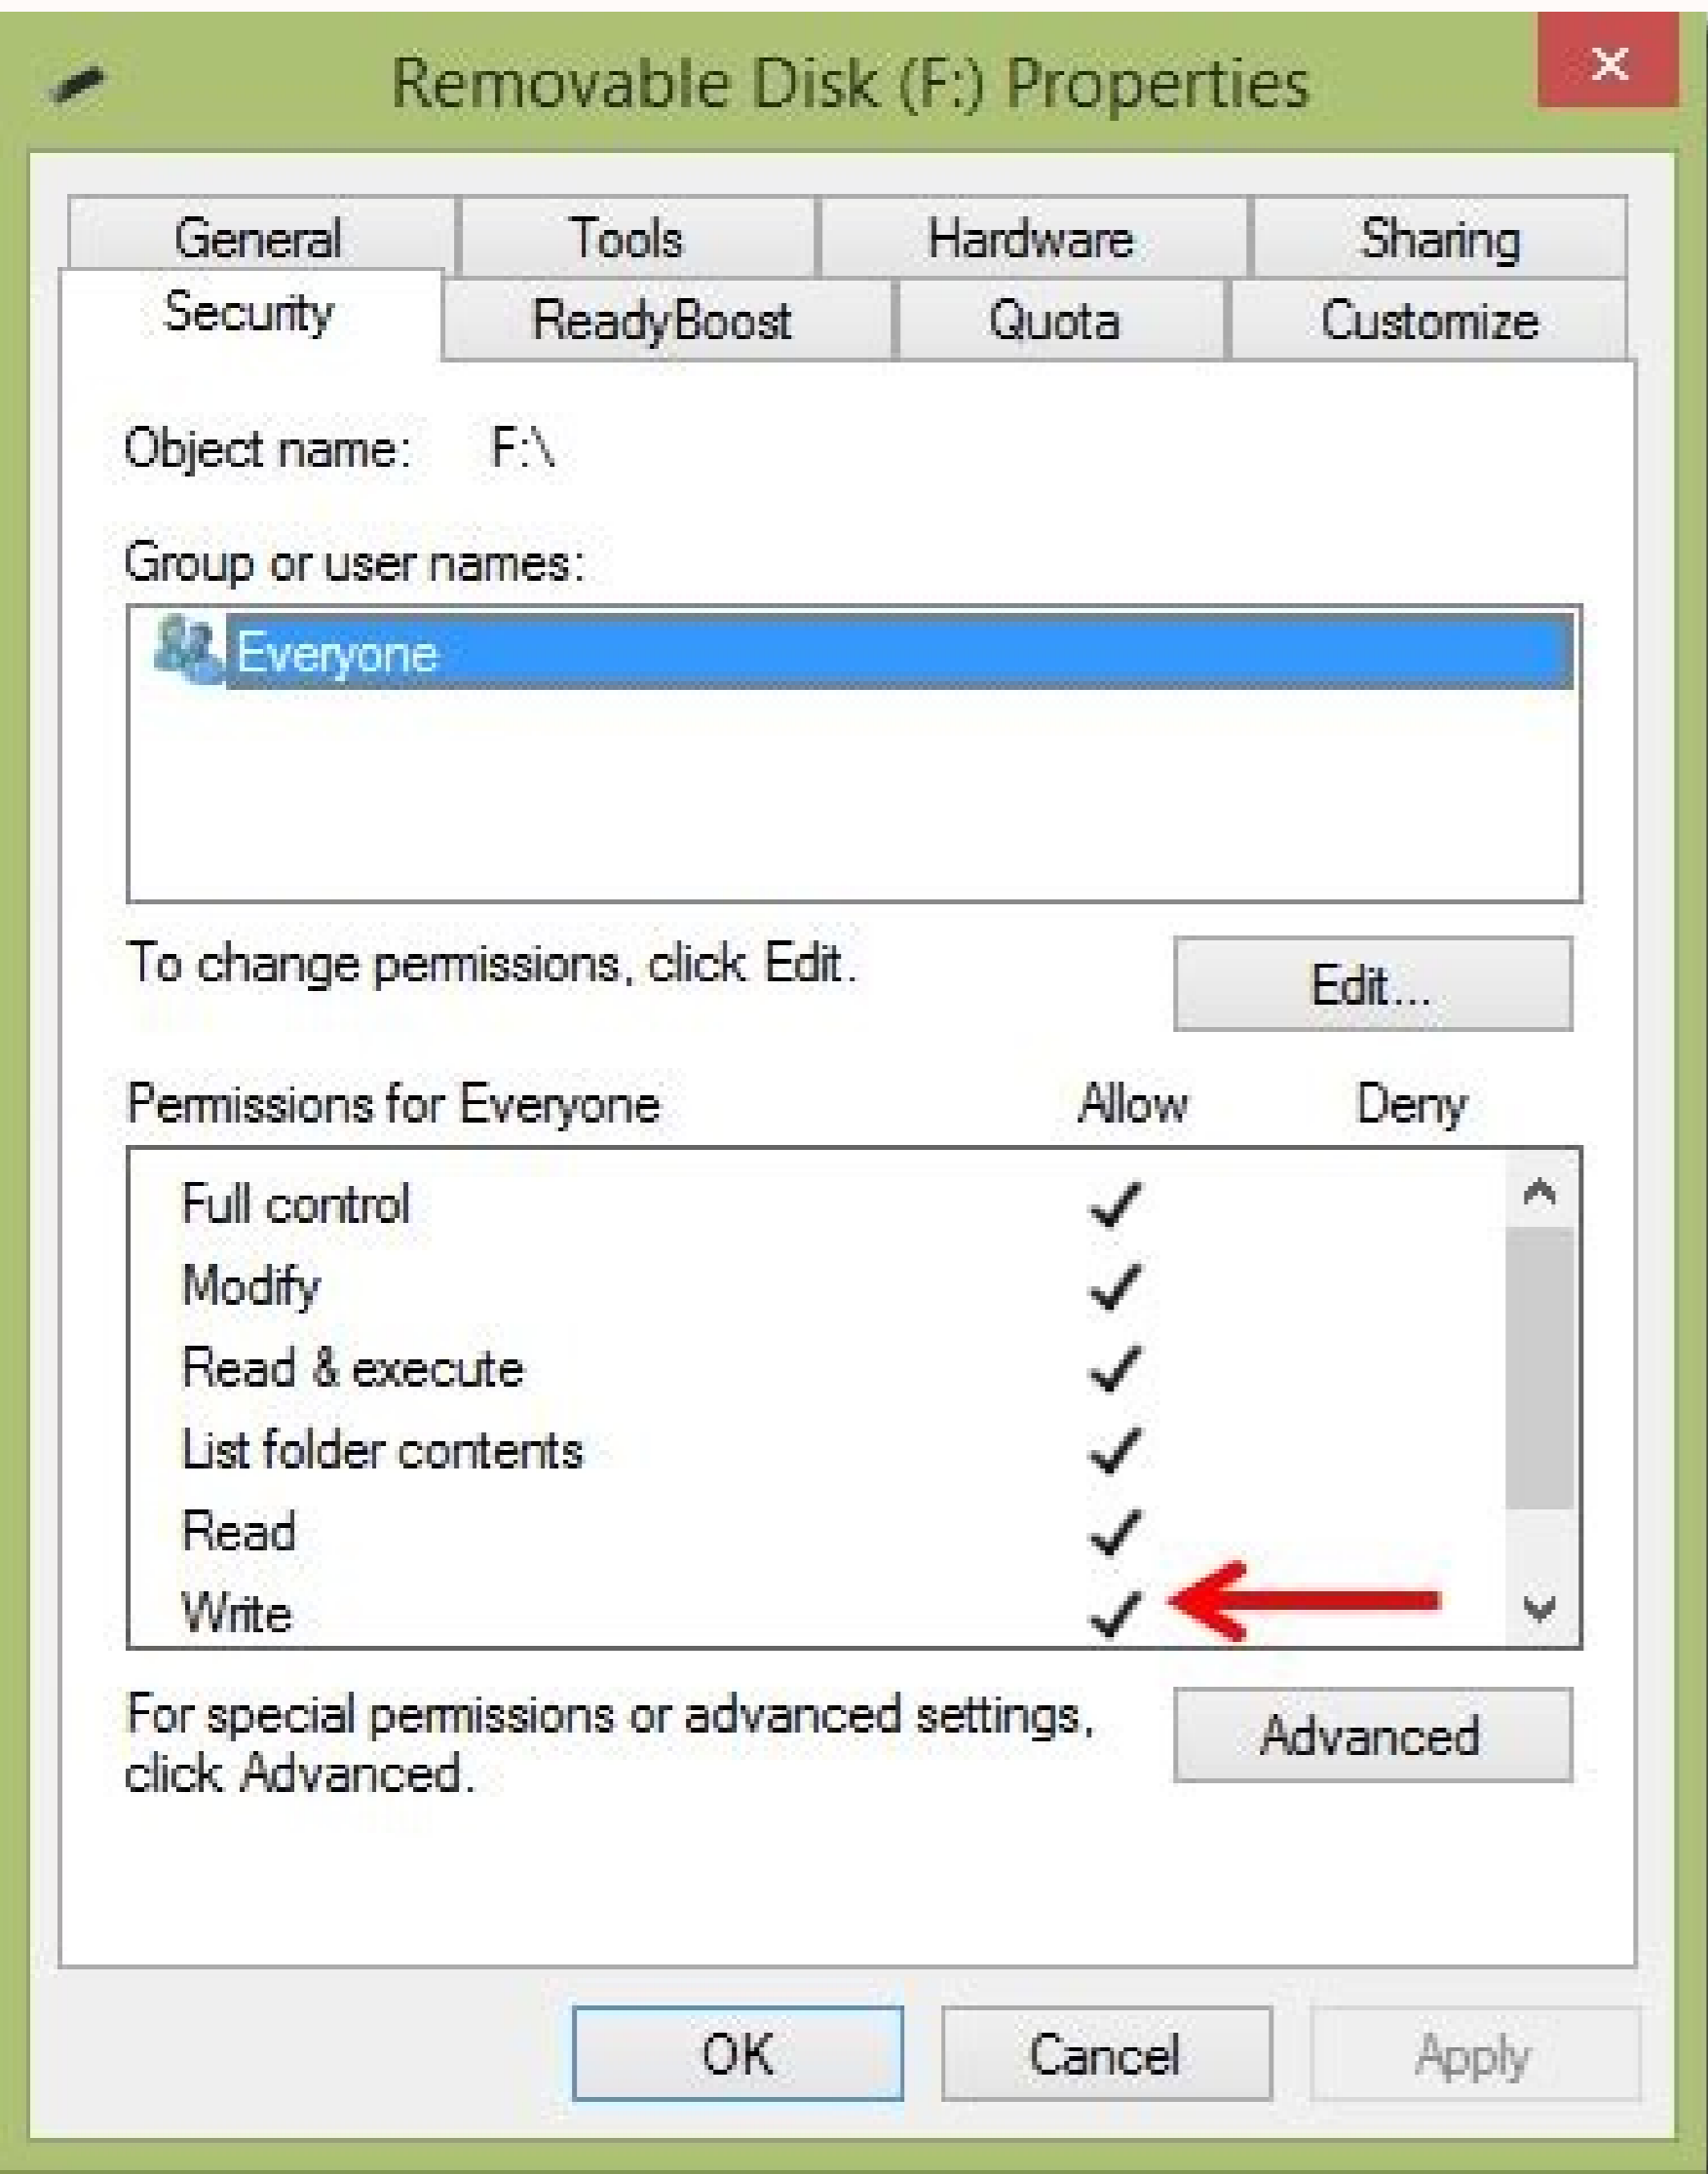 Removable Disk (F:) Properties
x
General Tools Hardware Sharing
Security ReadyBoost Quota Customize
Object name: F:\
Group or user names:
Everyone
To change permissions, click Edit.
Edit...
Permissions for Everyone Allow Deny
Full control
Modify
Read & execute
List folder contents
Read
Write
For special permissions or advanced settings,
click Advanced.
Advanced
OK Cancel Apply